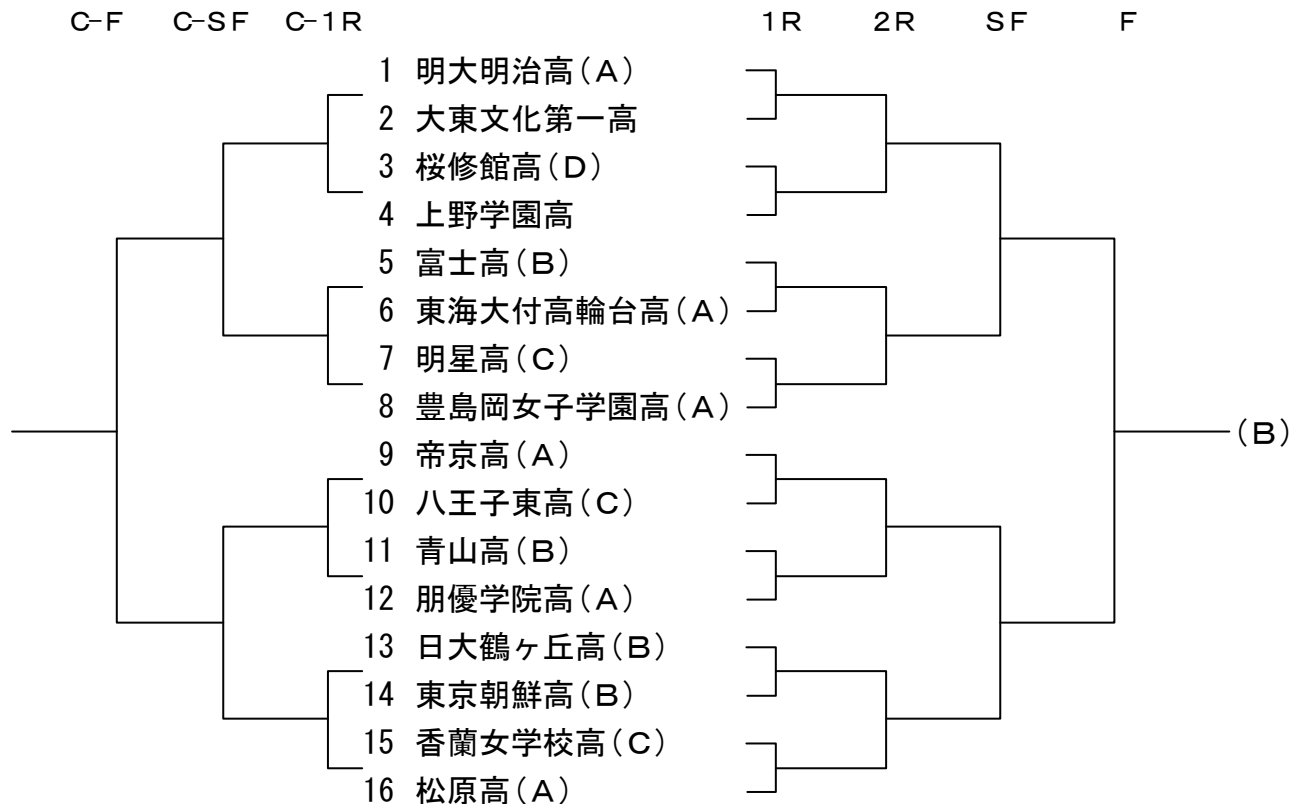 C-F C-SF C-1R 1R 2R SF F
1 明大明治高(A)
2 大東文化第一高
3 桜修館高(D)
4 上野学園高
5 富士高(B)
6 東海大付高輪台高(A)
7 明星高(C)
8 豊島岡女子学園高(A)
(B)
9 帝京高(A)
10 八王子東高(C)
11 青山高(B)
12 朋優学院高(A)
13 日大鶴ヶ丘高(B)
14 東京朝鮮高(B)
15 香蘭女学校高(C)
16 松原高(A)